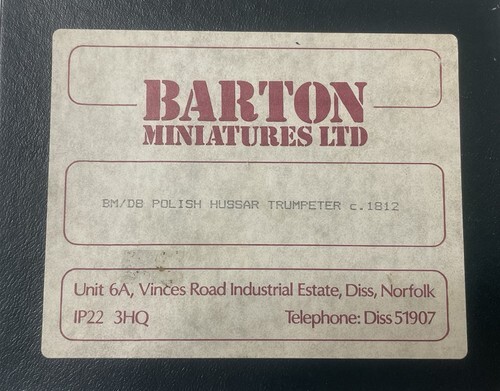 BARTON
MINIATURES LTD
BM/DB POLISH HUSSAR TRUMPETER c.1812
Unit 6A, Vinces Road Industrial Estate, Diss, Norfolk
IP22 3HQ Telephone: Diss 51907